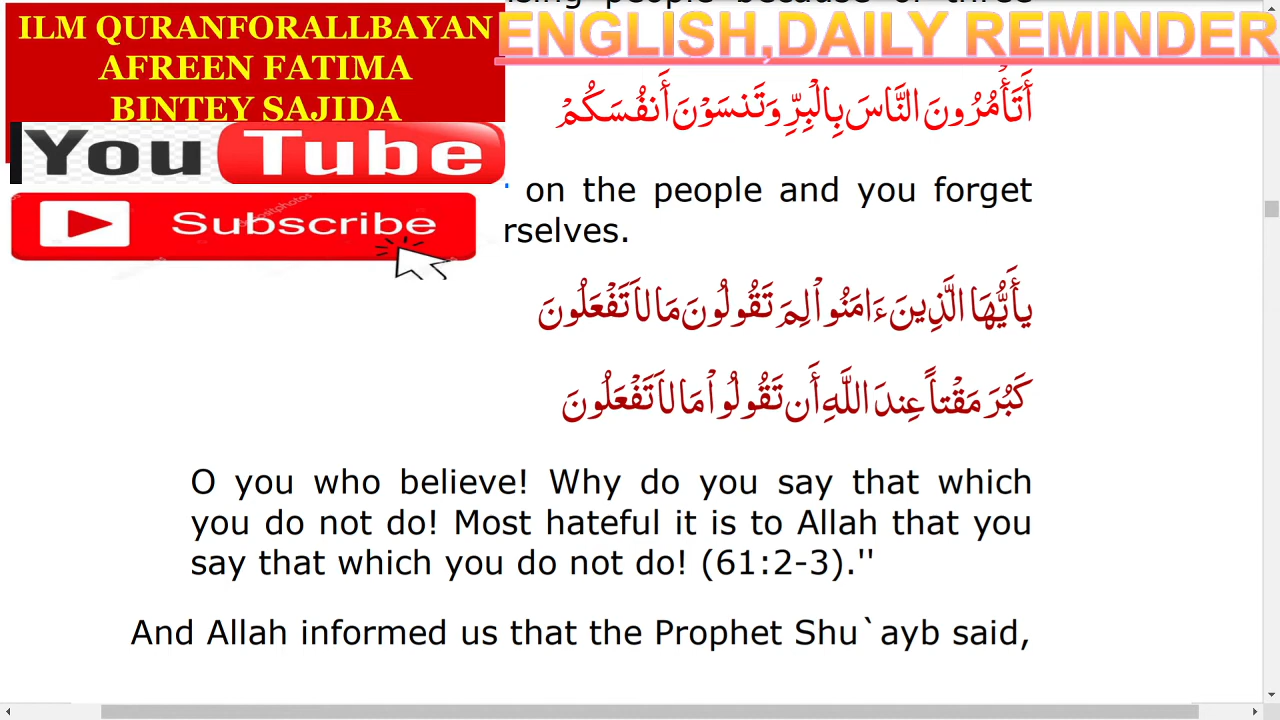 ILM QURANFORALLBAYAN
AFREEN FATIMA
BINTEY SAJIDA
YouTube
Subscribe
ENGLISH,DAILY REMINDER
people because of three
أَتَأْمُرُونَ النَّاسَ بِالْبِرِّ وَتَنسَوْنَ أَنفُسَكُمْ
on the people and you forget
rselves.
يأَيُّهَا الَّذِينَ ءَامَنُواْ لِمَ تَقُولُونَ مَا لاَ تَفْعَلُونَ
كَبُرَ مَقْتاً عِندَ اللَّهِ أَن تَقُولُواْ مَا لاَ تَفْعَلُونَ
O you who believe! Why do you say that which
you do not do! Most hateful it is to Allah that you
say that which you do not do! (61:2-3).''
And Allah informed us that the Prophet Shu`ayb said,